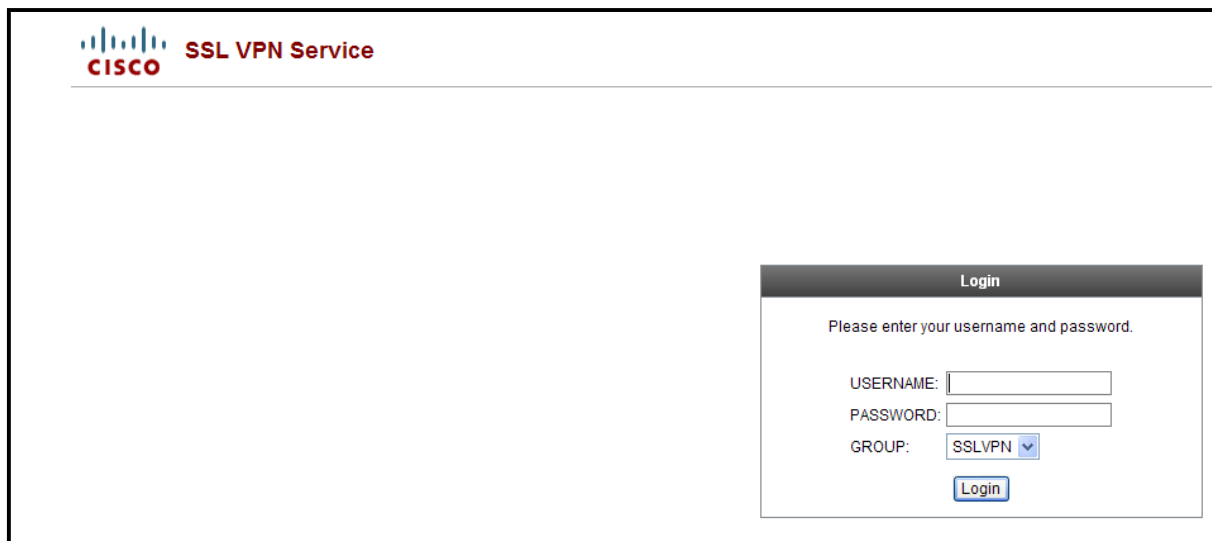 CISCO SSL VPN Service
Login
Please enter your username and password.
USERNAME:
PASSWORD:
GROUP: SSLVPN
Login